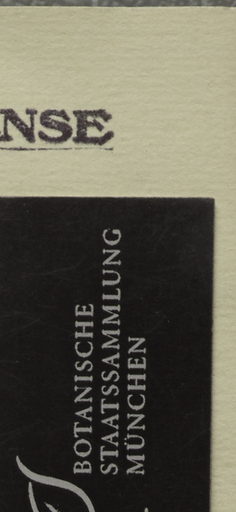 NSE
BOTANISCHE
STAATSSAMMLUNG
MÜNCHEN